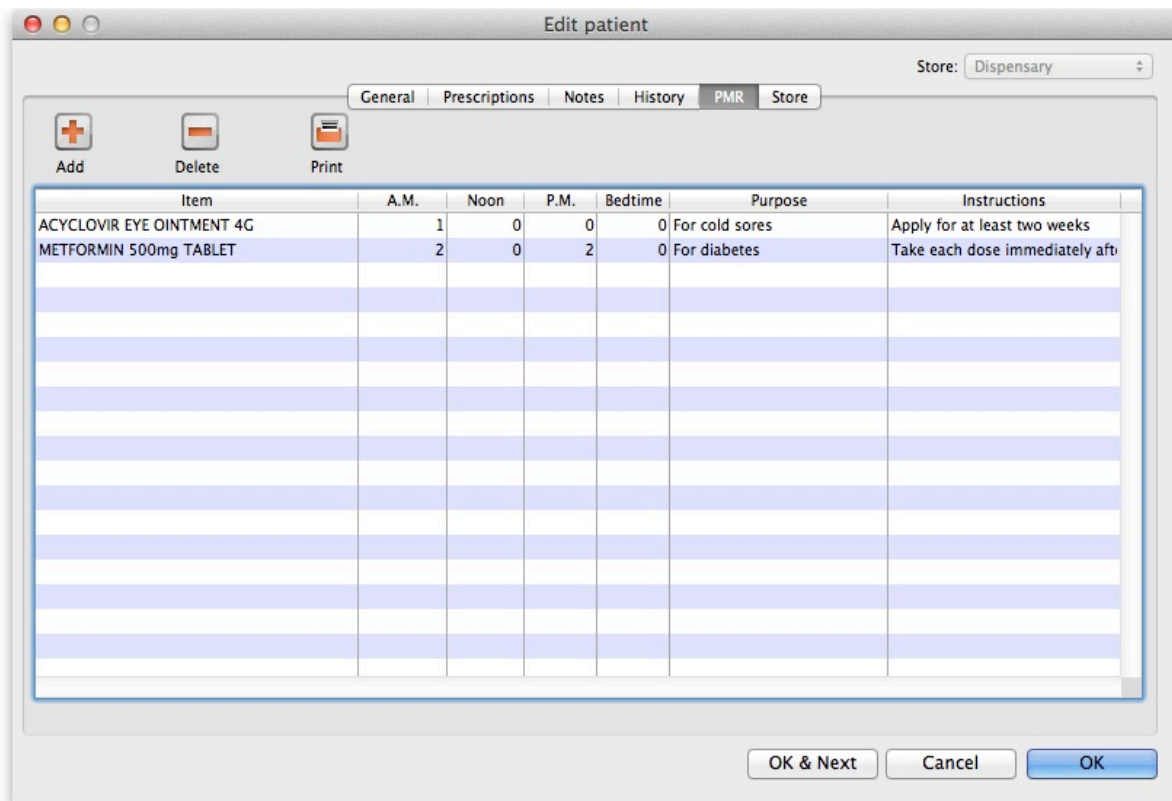 Edit patient
Store: Dispensary
General Prescriptions Notes History PMR Store
Add Delete Print
Item A.M. Noon P.M. Bedtime Purpose Instructions
ACYCLOVIR EYE OINTMENT 4G 1 0 0 0 For cold sores Apply for at least two weeks
METFORMIN 500mg TABLET 2 0 2 0 For diabetes Take each dose immediately
OK & Next Cancel OK